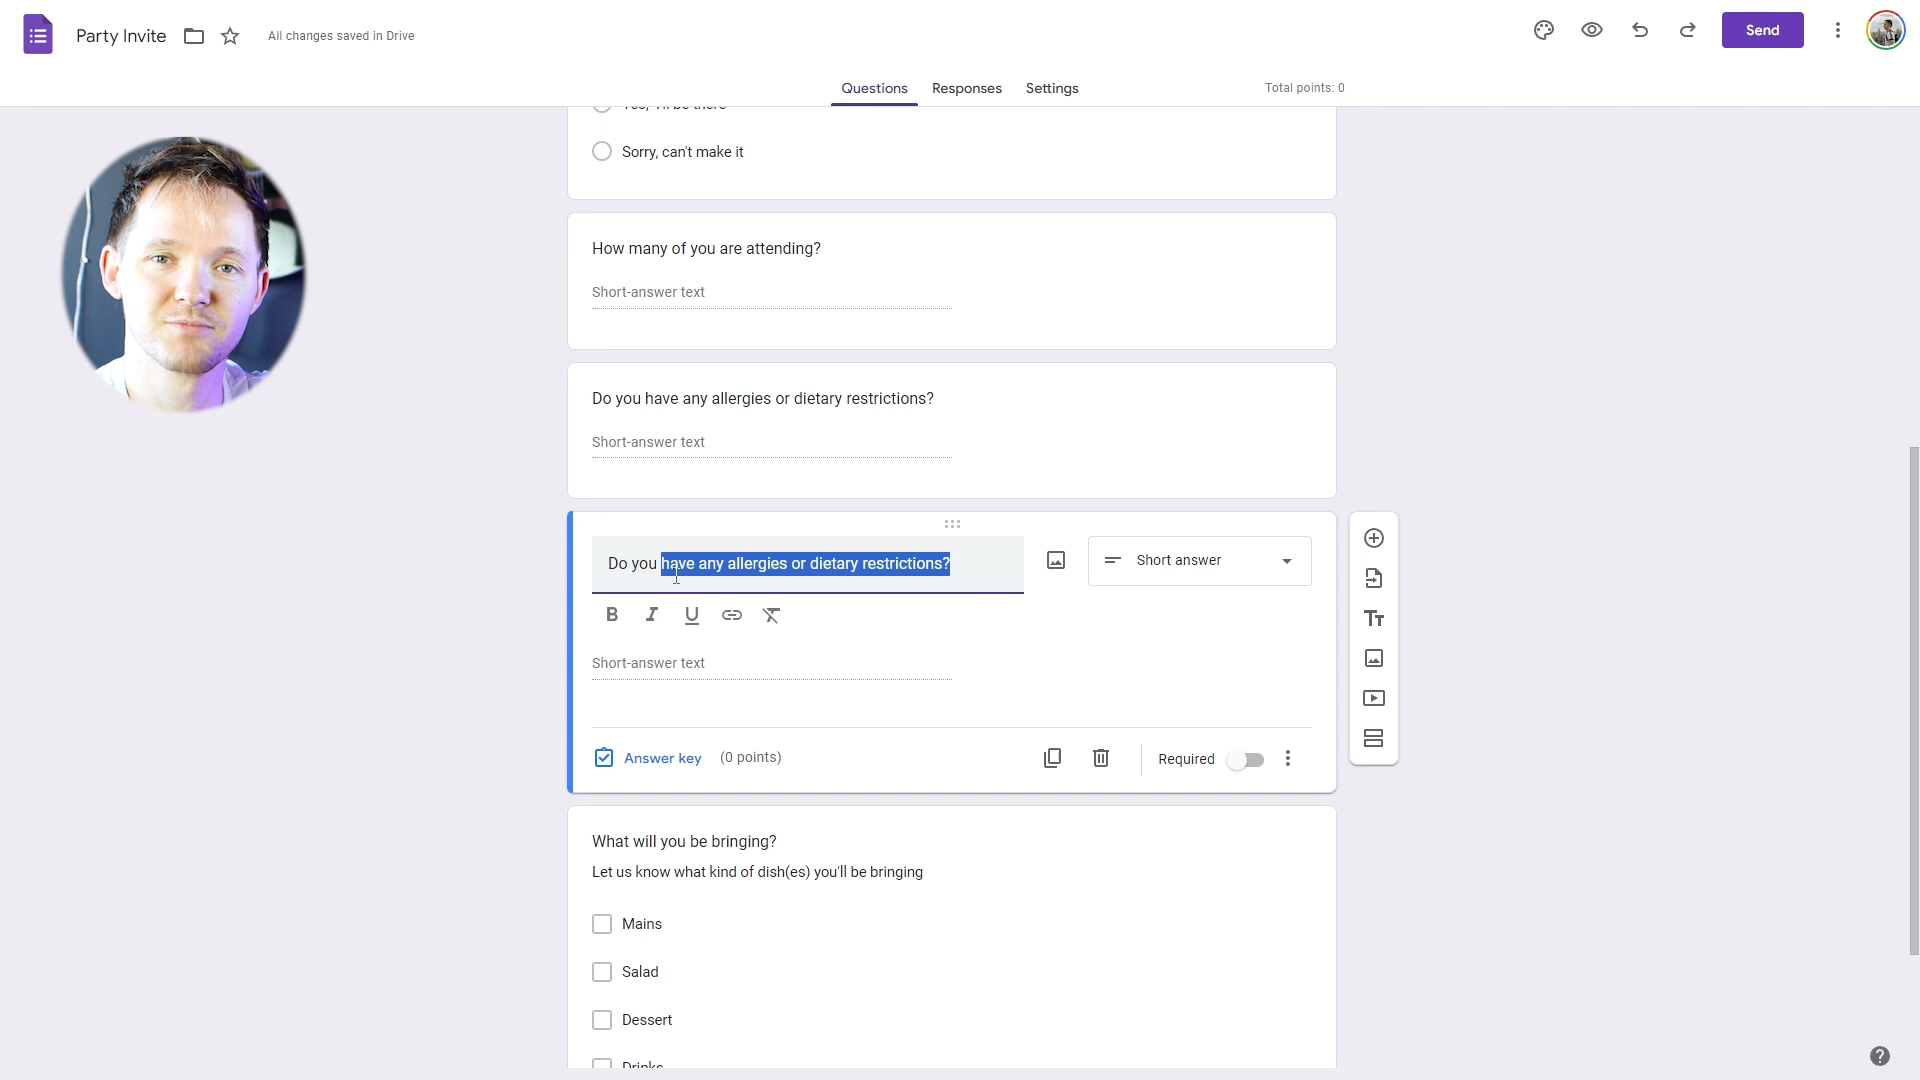 Party Invite
All changes saved in Drive
Send
Questions
Responses
Settings
Total points: 0
Sorry, can't make it
How many of you are attending?
Short-answer text
Do you have any allergies or dietary restrictions?
Short-answer text
Do you have any allergies or dietary restrictions?
Short answer
B I U
Short-answer text
Answer key (0 points)
Required
Tт
What will you be bringing?
Let us know what kind of dish(es) you'll be bringing
Mains
Salad
Dessert
Drinks